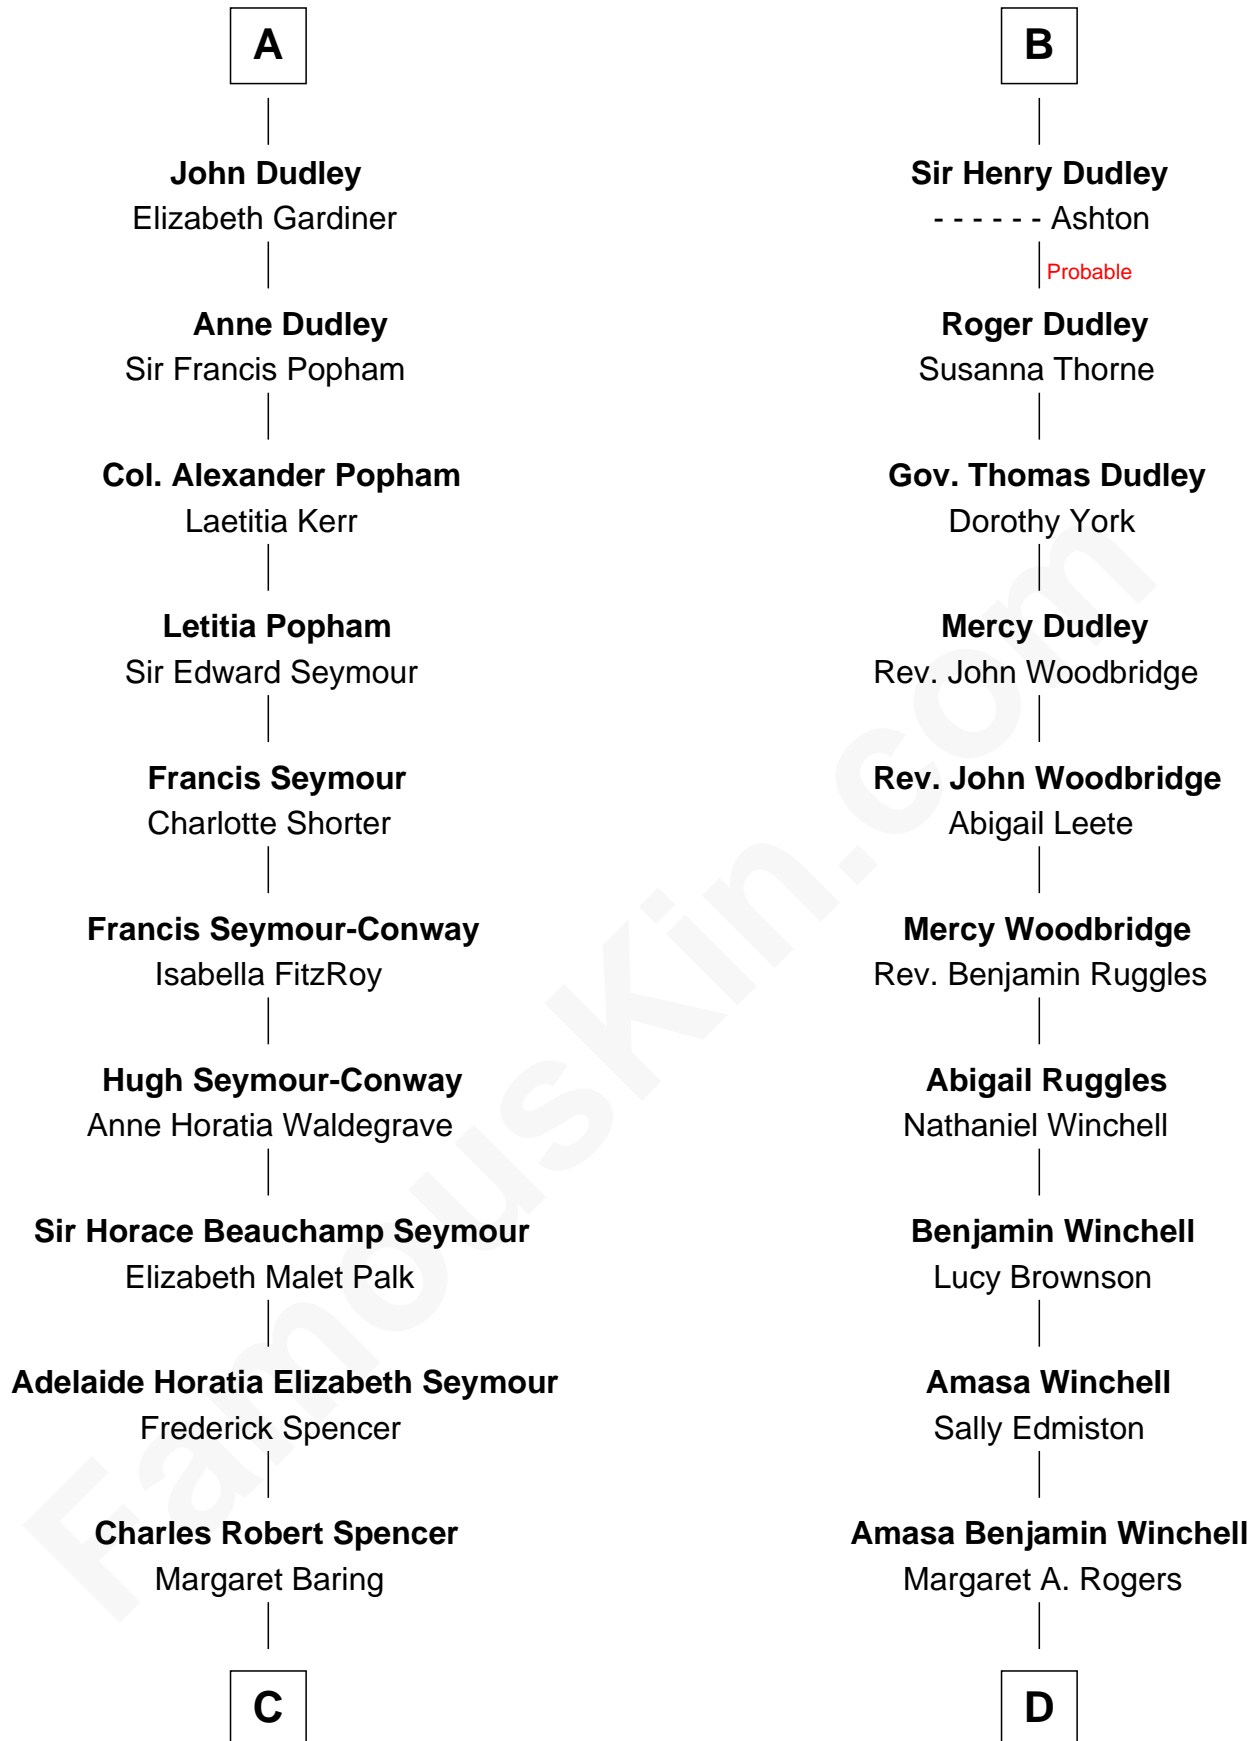 A
John Dudley
Elizabeth Gardiner
Anne Dudley
Sir Francis Popham
Col. Alexander Popham
Laetitia Kerr
Letitia Popham
Sir Edward Seymour
Francis Seymour
Charlotte Shorter
Francis Seymour-Conway
Isabella FitzRoy
Hugh Seymour-Conway
Anne Horatia Waldegrave
Sir Horace Beauchamp Seymour
Elizabeth Malet Palk
Adelaide Horatia Elizabeth Seymour
Frederick Spencer
Charles Robert Spencer
Margaret Baring
C
B
Sir Henry Dudley
- - - - - - Ashton
Probable
Roger Dudley
Susanna Thorne
Gov. Thomas Dudley
Dorothy York
Mercy Dudley
Rev. John Woodbridge
Rev. John Woodbridge
Abigail Leete
Mercy Woodbridge
Rev. Benjamin Ruggles
Abigail Ruggles
Nathaniel Winchell
Benjamin Winchell
Lucy Brownson
Amasa Winchell
Sally Edmiston
Amasa Benjamin Winchell
Margaret A. Rogers
D
FamousKin.com